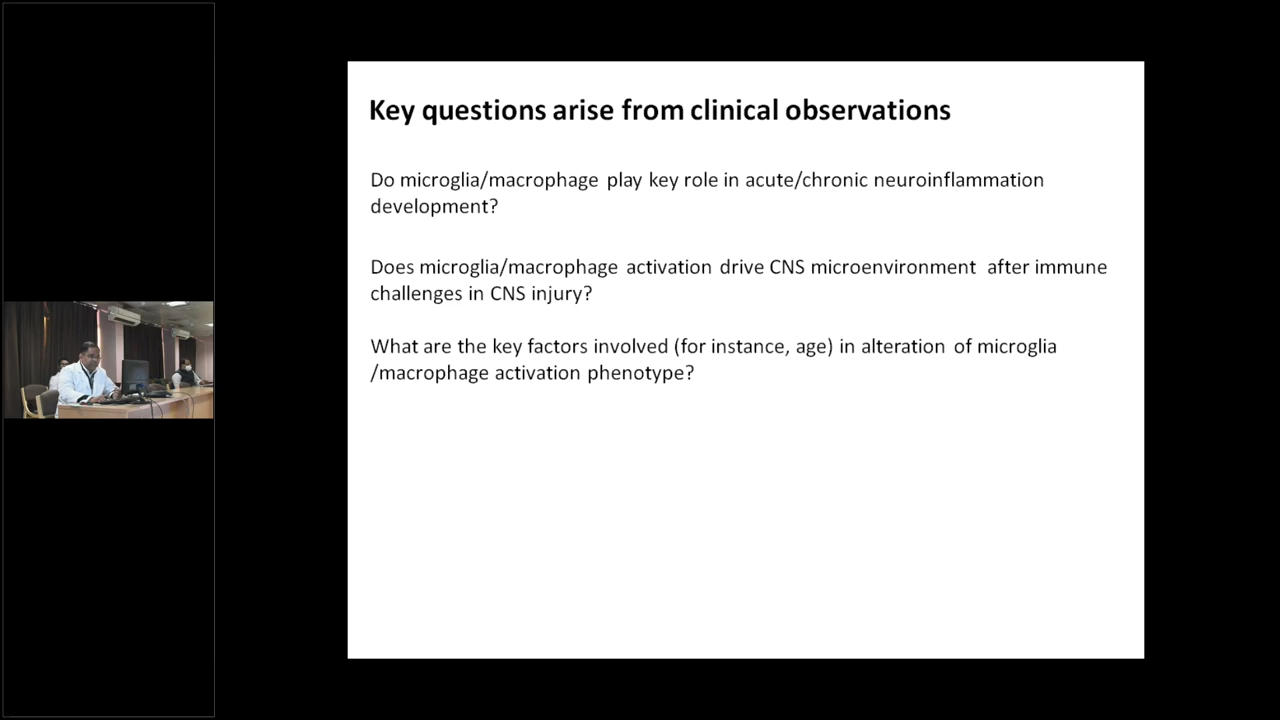 Key questions arise from clinical observations
Do microglia/macrophage play key role in acute/chronic neuroinflammation
development?
Does microglia/macrophage activation drive CNS microenvironment after immune
challenges in CNS injury?
What are the key factors involved (for instance, age) in alteration of microglia
/macrophage activation phenotype?